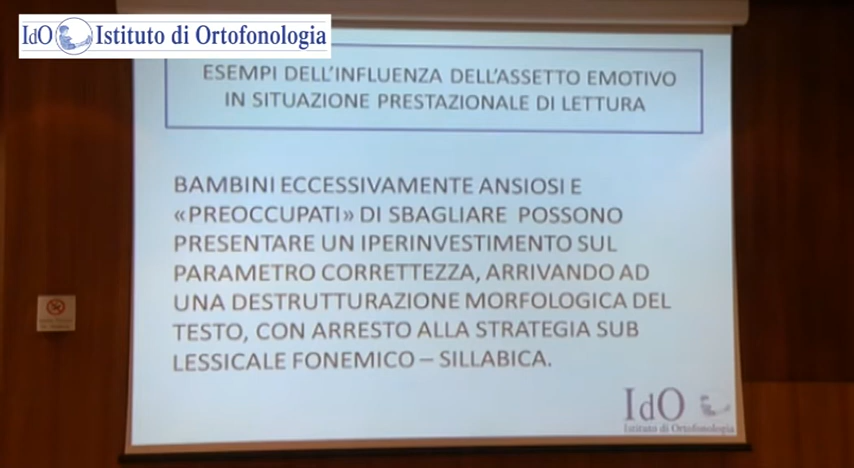 IdO Istituto di Ortofonologia
ESEMPI DELL'INFLUENZA DELL'ASSETTO EMOTIVO
IN SITUAZIONE PRESTAZIONALE DI LETTURA
BAMBINI ECCESSIVAMENTE ANSIOSI E
«PREOCCUPATI» DI SBAGLIARE POSSONO
PRESENTARE UN IPERINVESTIMENTO SUL
PARAMETRO CORRETTEZZA, ARRIVANDO AD
UNA DESTRUTTURAZIONE MORFOLOGICA DEL
TESTO, CON ARRESTO ALLA STRATEGIA SUB
LESSICALE FONEMICO – SILLABICA.
IdO
Istituto di Ortofonologia